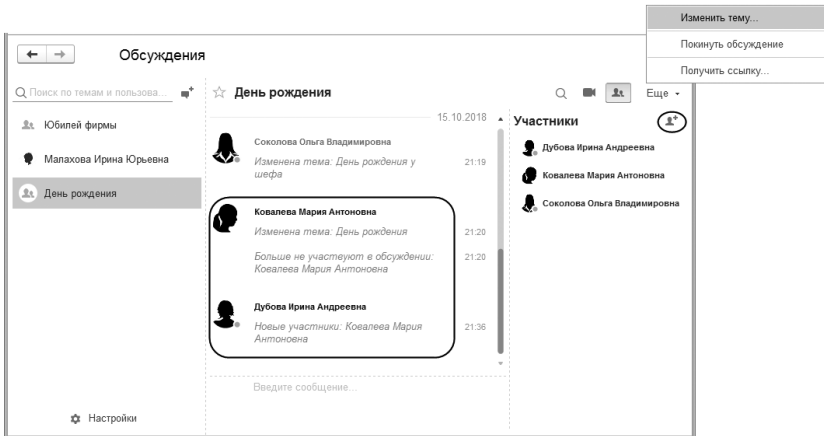 Изменить тему...
Покинуть обсуждение
Получить ссылку...
Обсуждения
Поиск по темам и пользова...
День рождения
Еще
Юбилей фирмы
Малахова Ирина Юрьевна
День рождения
15.10.2018
Соколова Ольга Владимировна
Изменена тема: День рождения у
шефа
21:19
Ковалева Мария Антоновна
Изменена тема: День рождения
21:20
Больше не участвуют в обсуждении:
Ковалева Мария Антоновна
21:20
Дубова Ирина Андреевна
Новые участники: Ковалева Мария
Антоновна
21:36
Введите сообщение...
Участники
Дубова Ирина Андреевна
Ковалева Мария Антоновна
Соколова Ольга Владимировна
Настройки